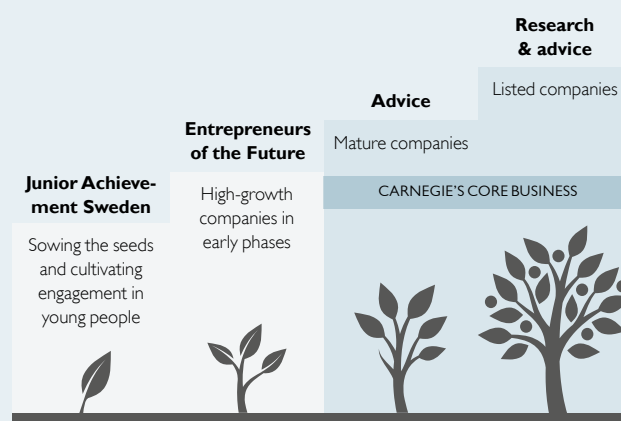 Junior Achieve-
ment Sweden
Sowing the seeds
and cultivating
engagement in
young people
Entrepreneurs
of the Future
High-growth
companies in
early phases
Advice
Mature companies
Research
& advice
Listed companies
CARNEGIE'S CORE BUSINESS